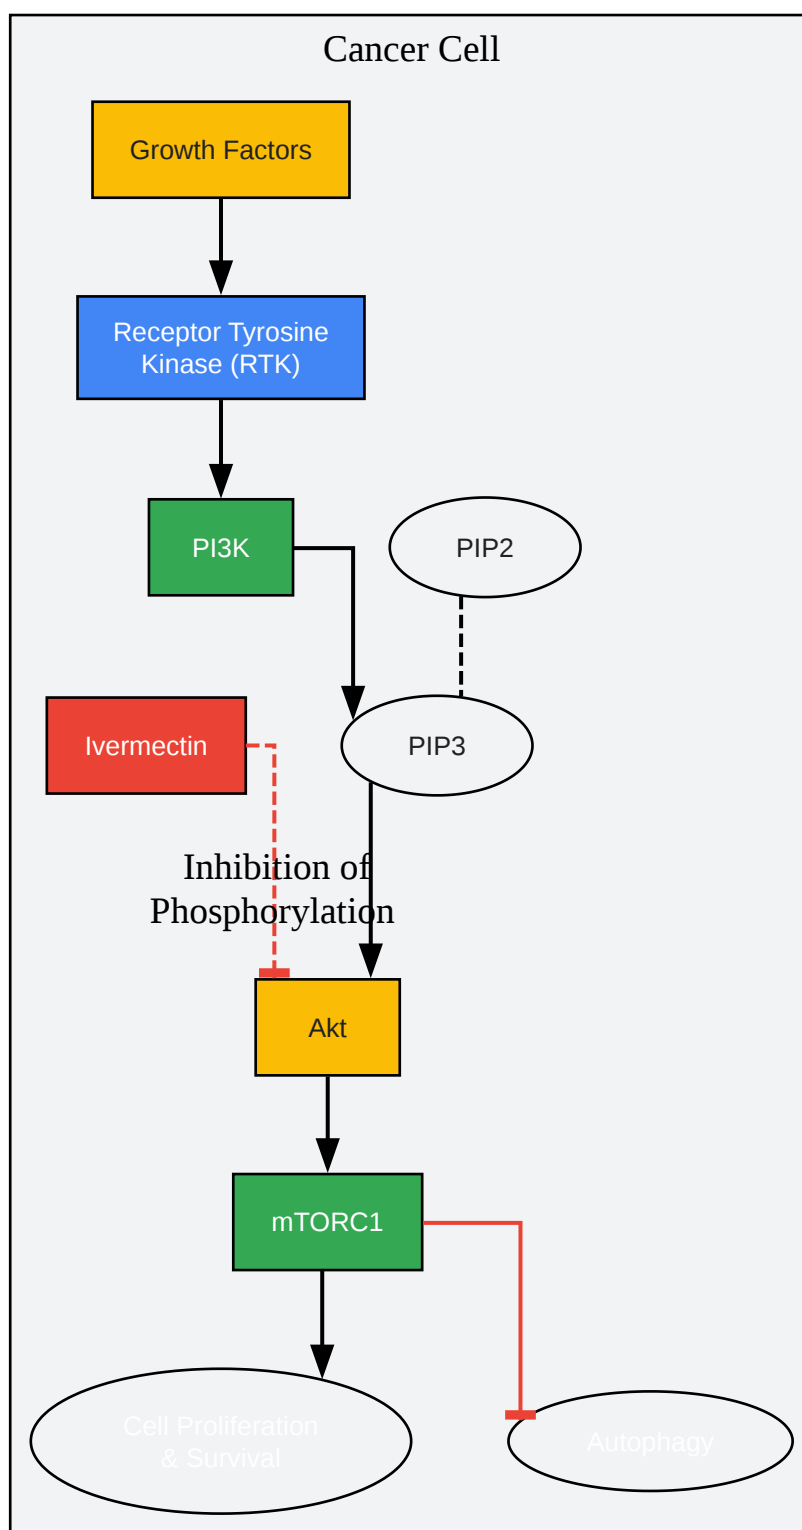 Cancer Cell
Growth Factors
Receptor Tyrosine
Kinase (RTK)
PI3K
PIP2
Ivermectin
PIP3
Inhibition of
Phosphorylation
Akt
mTORC1
Cell Proliferation
& Survival
Autophagy